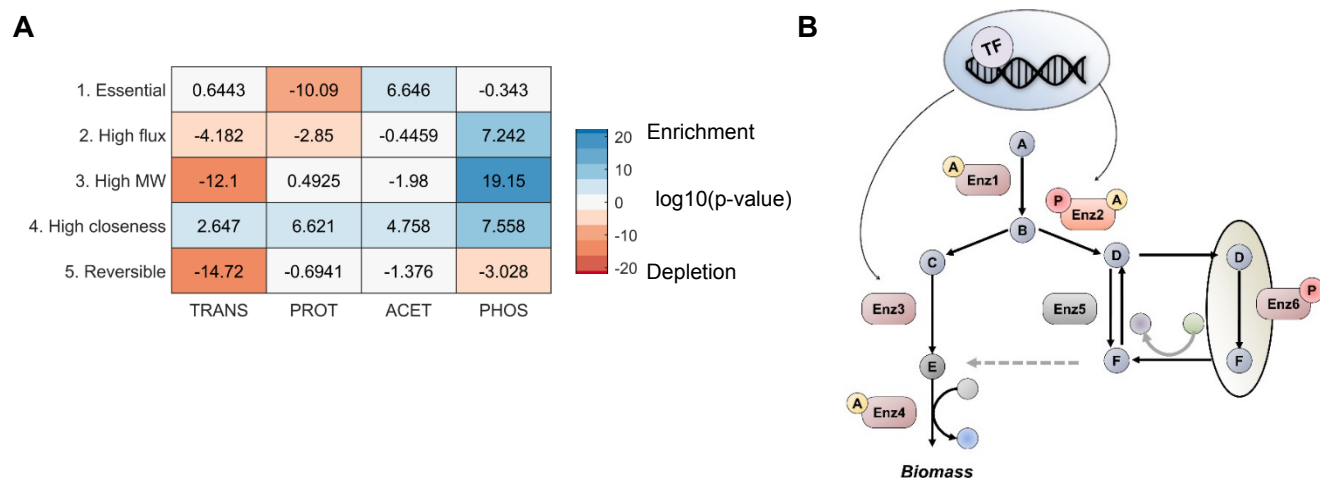 A
1. Essential 0.6443 -10.09 6.646 -0.343
2. High flux -4.182 -2.85 -0.4459 7.242
3. High MW -12.1 0.4925 -1.98 19.15
4. High closeness 2.647 6.621 4.758 7.558
5. Reversible -14.72 -0.6941 -1.376 -3.028
TRANS PROT ACET PHOS
20
10
0
-10
-20
Enrichment
log10(p-value)
Depletion
B
TF
A
A
Enz1
P
A
Enz2
B
C
D
D
Enz3
Enz5
P
Enz6
E
F
F
A
Enz4
Biomass